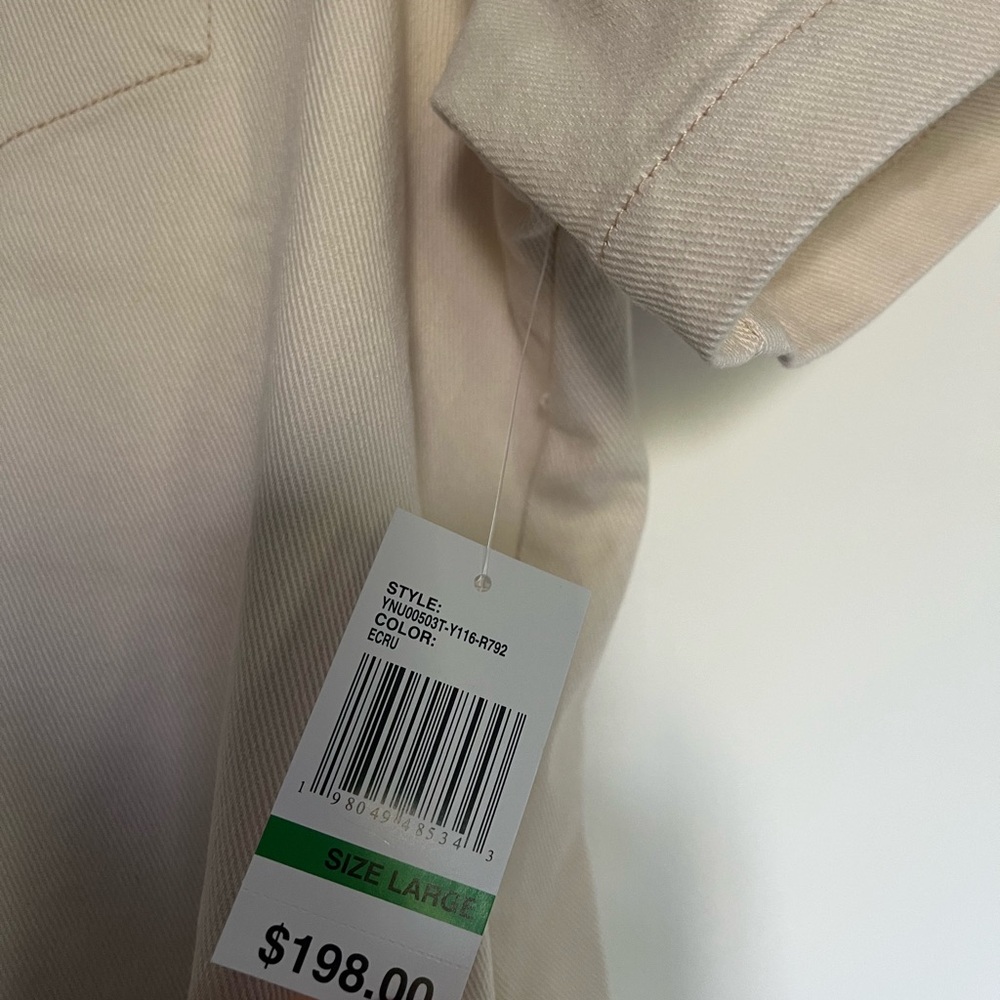 STYLE:
YNU00503T-Y116-R792
COLOR:
ECRU
1 98049 48534 3
SIZE LARGE
$198.00